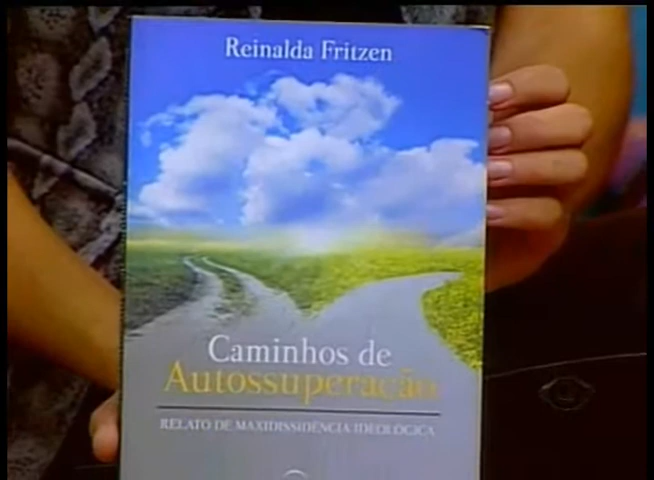 Reinalda Fritzen
Caminhos de
Autossuperação
RELATO DE MAXIDISSIDÊNCIA IDEOLÓGICA